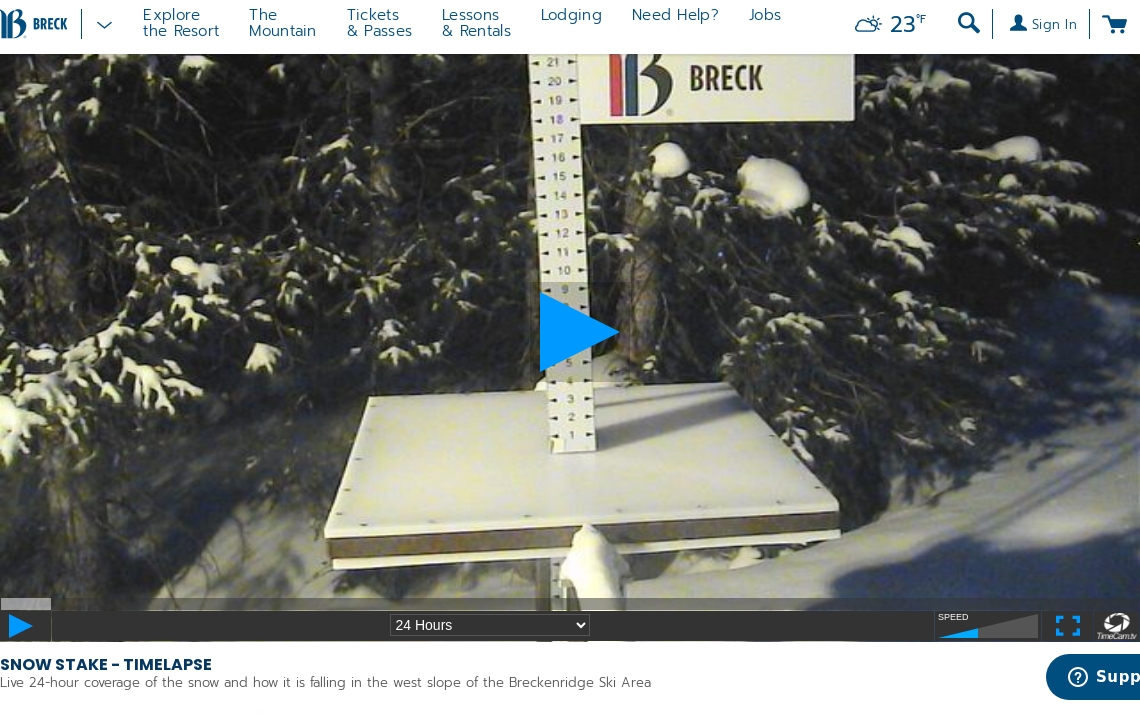 BRECK
Explore
the Resort
The
Mountain
Tickets
& Passes
Lessons
& Rentals
Lodging
Need Help?
Jobs
23°F
Sign In
BRECK
21
20
19
18
17
16
15
14
13
12
11
10
9
5
4
3
2
1
24 Hours
SPEED
TimeCam.tv
SNOW STAKE - TIMELAPSE
Live 24-hour coverage of the snow and how it is falling in the west slope of the Breckenridge Ski Area
Supp